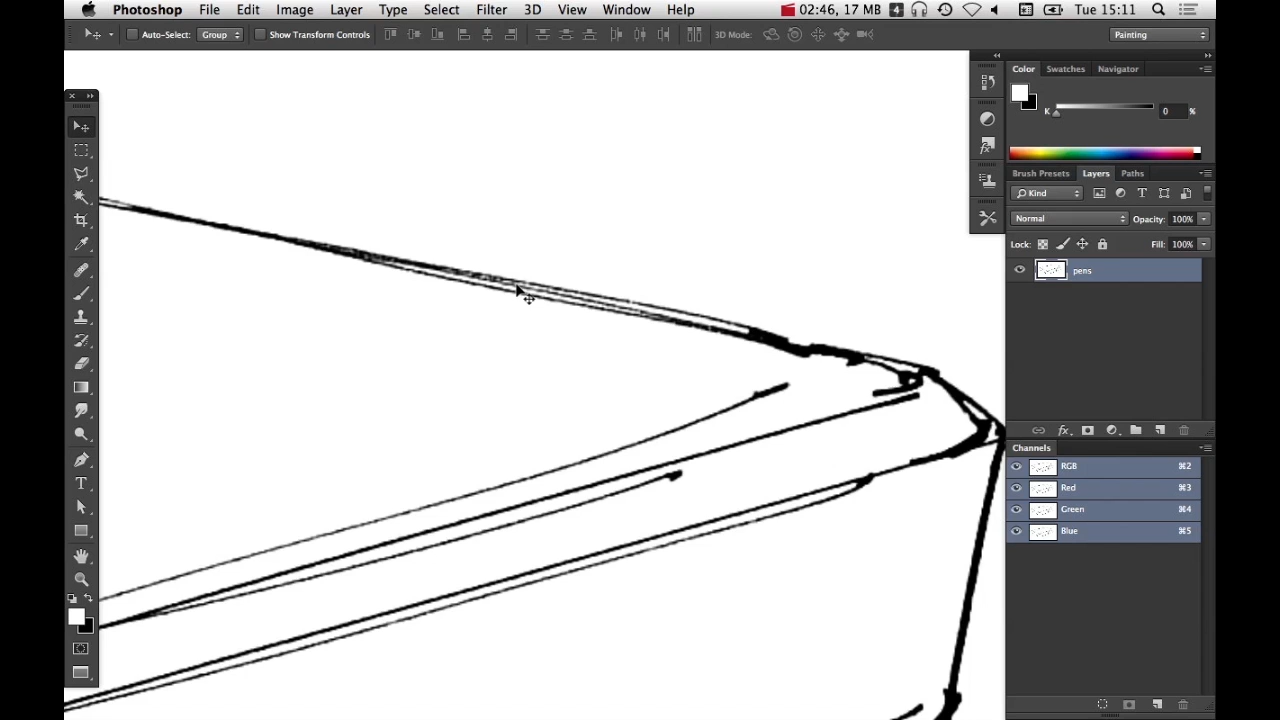 Photoshop File Edit Image Layer Type Select Filter 3D View Window Help 02:46, 17 MB 4 Tue 15:11
Auto-Select: Group Show Transform Controls 3D Mode: Painting
Color Swatches Navigator
K 0 %
Brush Presets Layers Paths
Kind T
Normal Opacity: 100%
Lock: Fill: 100%
pens
fx
Channels
RGB ⌘2
Red ⌘3
Green ⌘4
Blue ⌘5
T